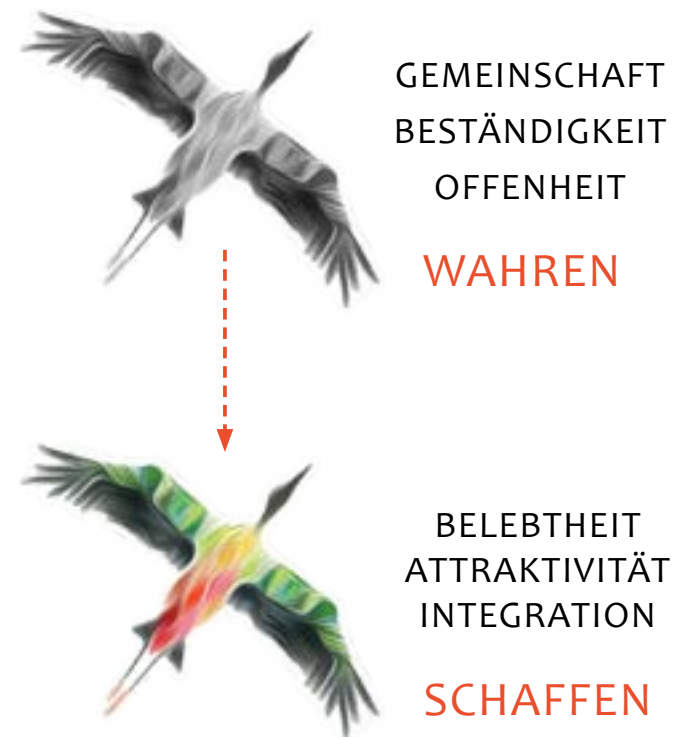 GEMEINSCHAFT
BESTÄNDIGKEIT
OFFENHEIT
WAHREN
BELEBTHEIT
ATTRAKTIVITÄT
INTEGRATION
SCHAFFEN